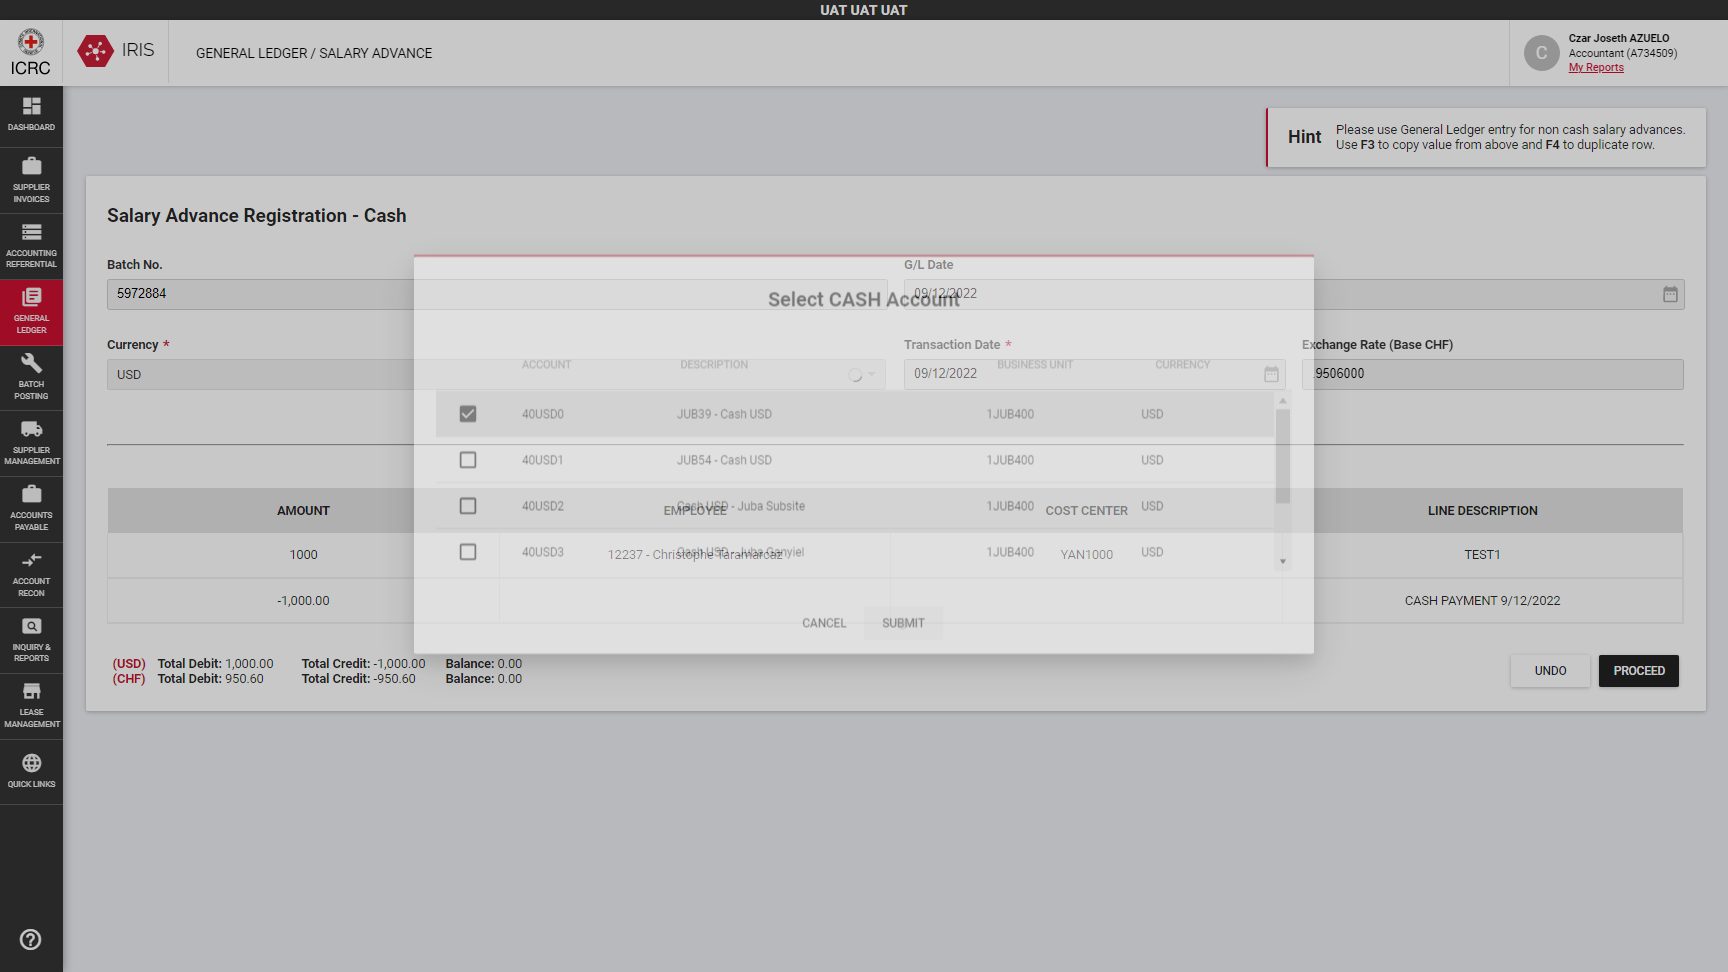 UAT UAT UAT
ICRC
IRIS
GENERAL LEDGER / SALARY ADVANCE
C
Czar Joseth AZUELO
Accountant (A734509)
My Reports
DASHBOARD
SUPPLIER
INVOICES
ACCOUNTING
REFERENTIAL
GENERAL
LEDGER
BATCH
POSTING
SUPPLIER
MANAGEMENT
ACCOUNTS
PAYABLE
ACCOUNT
RECON
INQUIRY &
REPORTS
LEASE
MANAGEMENT
QUICK LINKS
Hint
Please use General Ledger entry for non cash salary advances.
Use F3 to copy value from above and F4 to duplicate row.
Salary Advance Registration - Cash
Batch No.
G/L Date
5972884
09/12/2022
Currency *
Transaction Date *
Exchange Rate (Base CHF)
USD
09/12/2022
.9506000
Select CASH Account
ACCOUNT DESCRIPTION BUSINESS UNIT CURRENCY
40USD0 JUB39 - Cash USD 1JUB400 USD
40USD1 JUB54 - Cash USD 1JUB400 USD
40USD2 Cash USD - Juba Subsite 1JUB400 USD
40USD3 Cash USD - Juba Ganyiel 1JUB400 USD
CANCEL SUBMIT
AMOUNT EMPLOYEE COST CENTER LINE DESCRIPTION
1000 12237 - Christophe Taramarcaz YAN1000 TEST1
-1,000.00 CASH PAYMENT 9/12/2022
(USD) Total Debit: 1,000.00 Total Credit: -1,000.00 Balance: 0.00
(CHF) Total Debit: 950.60 Total Credit: -950.60 Balance: 0.00
UNDO PROCEED